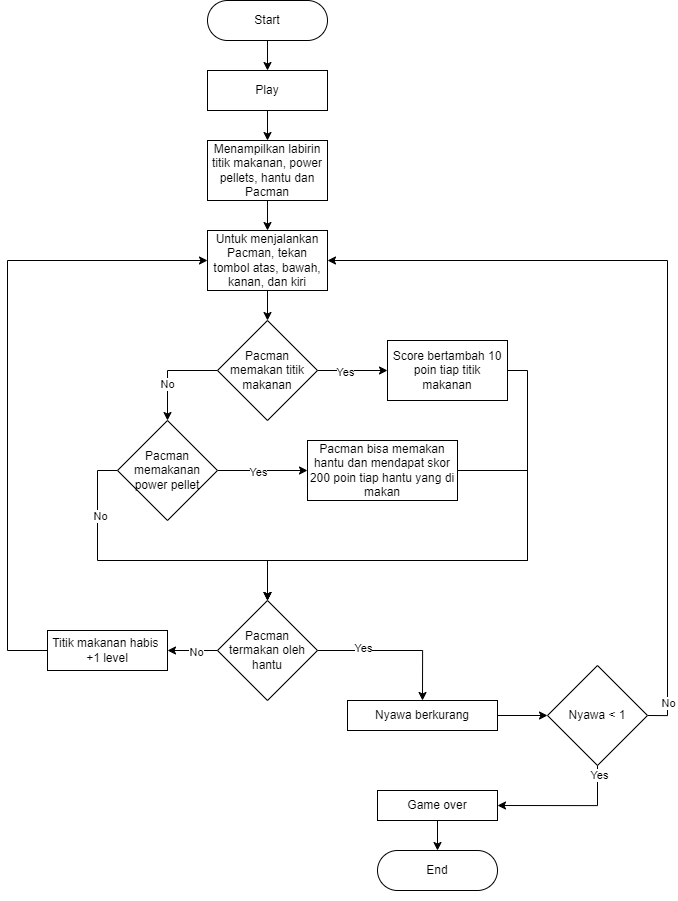 Start
Play
Menampilkan labirin
titik makanan, power
pellets, hantu dan
Pacman
Untuk menjalankan
Pacman, tekan
tombol atas, bawah,
kanan, dan kiri
Pacman
memakan titik
makanan
Yes
Score bertambah 10
poin tiap titik
makanan
No
Pacman
memakanan
power pellet
Yes
Pacman bisa memakan
hantu dan mendapat skor
200 poin tiap hantu yang di
makan
No
Pacman
termakan oleh
hantu
No
Titik makanan habis
+1 level
Yes
Nyawa berkurang
Nyawa < 1
No
Yes
Game over
End